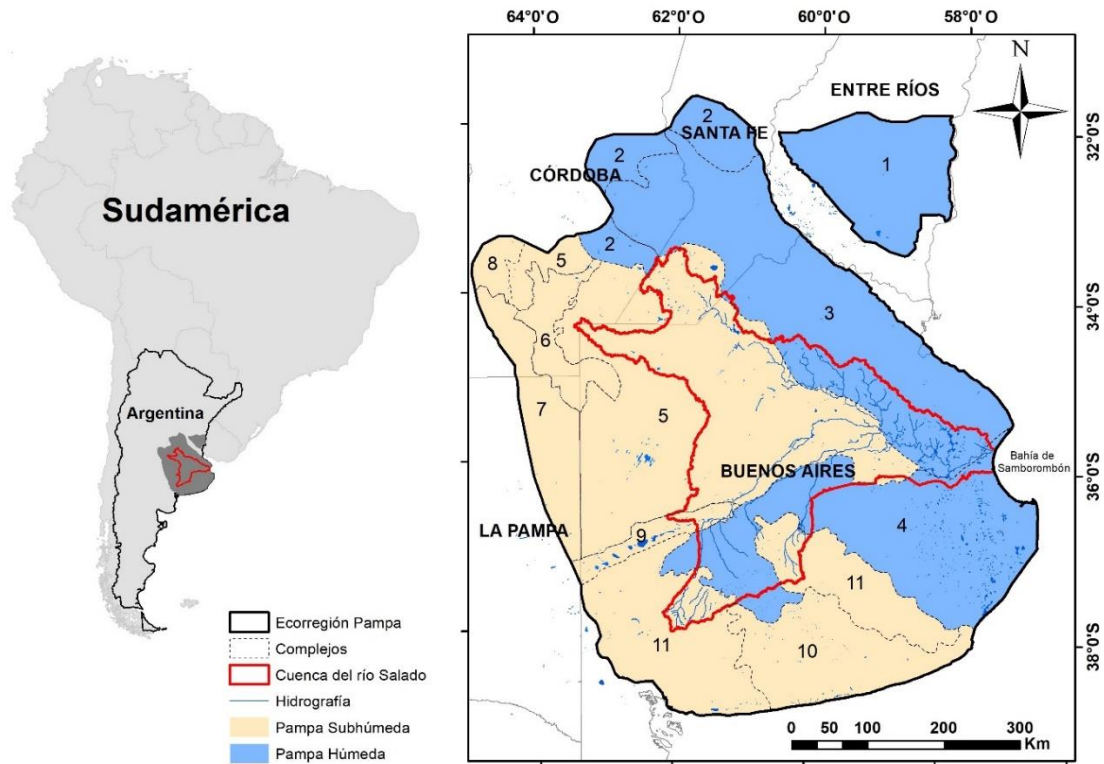 Sudamérica
Argentina
Ecorregión Pampa
Complejos
Cuenca del río Salado
Hidrografía
Pampa Subhúmeda
Pampa Húmeda
64°0'O
62°0'O
60°0'O
58°0'O
N
ENTRE RÍOS
32°0'S
2
SANTA FE
2
CÓRDOBA
1
2
8
5
34°0'S
3
6
7
5
Bahía de
Samborombón
BUENOS AIRES
36°0'S
LA PAMPA
9
4
11
11
10
38°0'S
0
50
100
200
300
Km